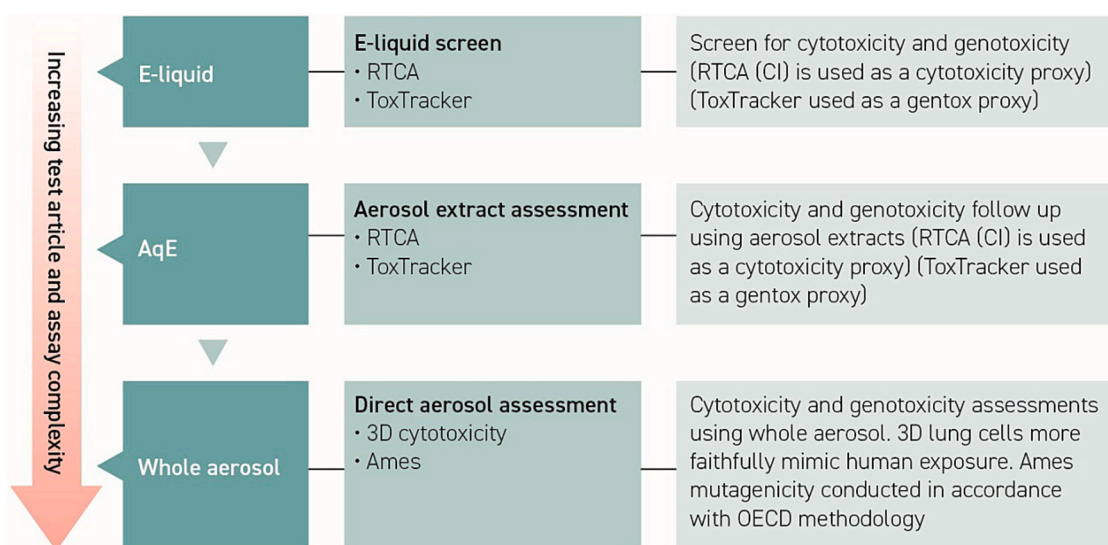 Increasing test article and assay complexity
E-liquid
E-liquid screen
• RTCA
• ToxTracker
Screen for cytotoxicity and genotoxicity
(RTCA (CI) is used as a cytotoxicity proxy)
(ToxTracker used as a gentox proxy)
AqE
Aerosol extract assessment
• RTCA
• ToxTracker
Cytotoxicity and genotoxicity follow up
using aerosol extracts (RTCA (CI) is used
as a cytotoxicity proxy) (ToxTracker used
as a gentox proxy)
Whole aerosol
Direct aerosol assessment
• 3D cytotoxicity
• Ames
Cytotoxicity and genotoxicity assessments
using whole aerosol. 3D lung cells more
faithfully mimic human exposure. Ames
mutagenicity conducted in accordance
with OECD methodology